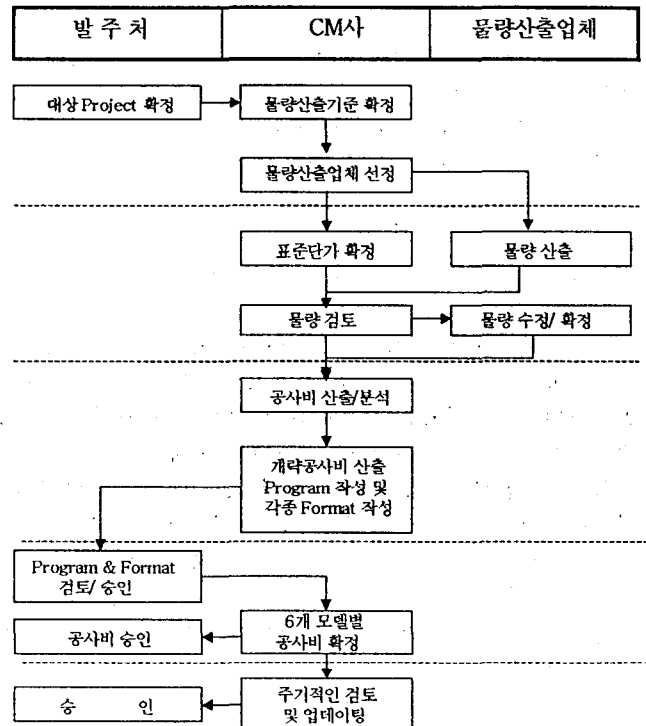 발 주 처
CM사
물량산출업체
대상 Project 확정
물량산출기준 확정
물량산출업체 선정
표준단가 확정
물량 산출
물량 검토
물량 수정/ 확정
공사비 산출/분석
개략공사비 산출
Program 작성 및
각종 Format 작성
Program & Format
검토/ 승인
6개 모델별
공사비 확정
공사비 승인
주기적인 검토
및 업데이팅
승 인